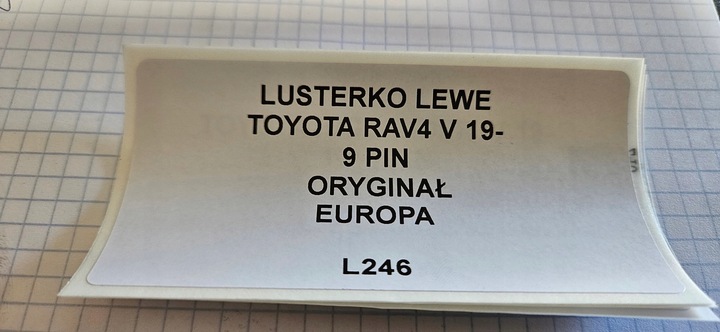 LUSTERKO LEWE
TOYOTA RAV4 V 19-
9 PIN
ORYGINAŁ
EUROPA
L246